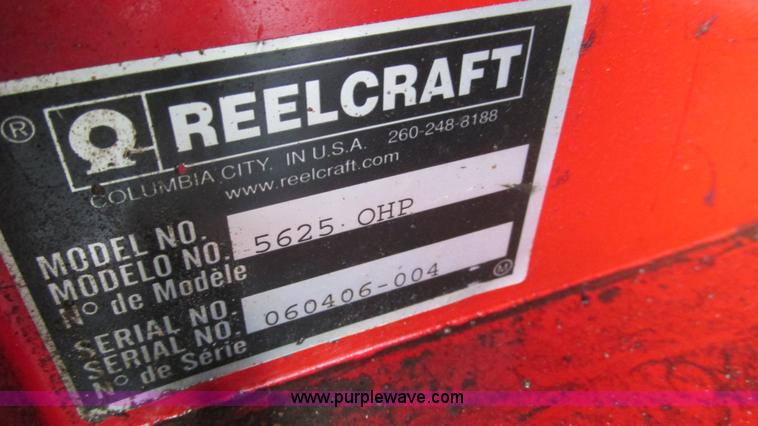 ® REELCRAFT
COLUMBIA CITY, IN U.S.A. 260-248-8188
www.reelcraft.com
MODEL NO.
MODELO NO. 5625 OHP
Nº de Modèle
SERIAL NO.
SERIAL NO. 060406-004
Nº de Série
M
www.purplewave.com